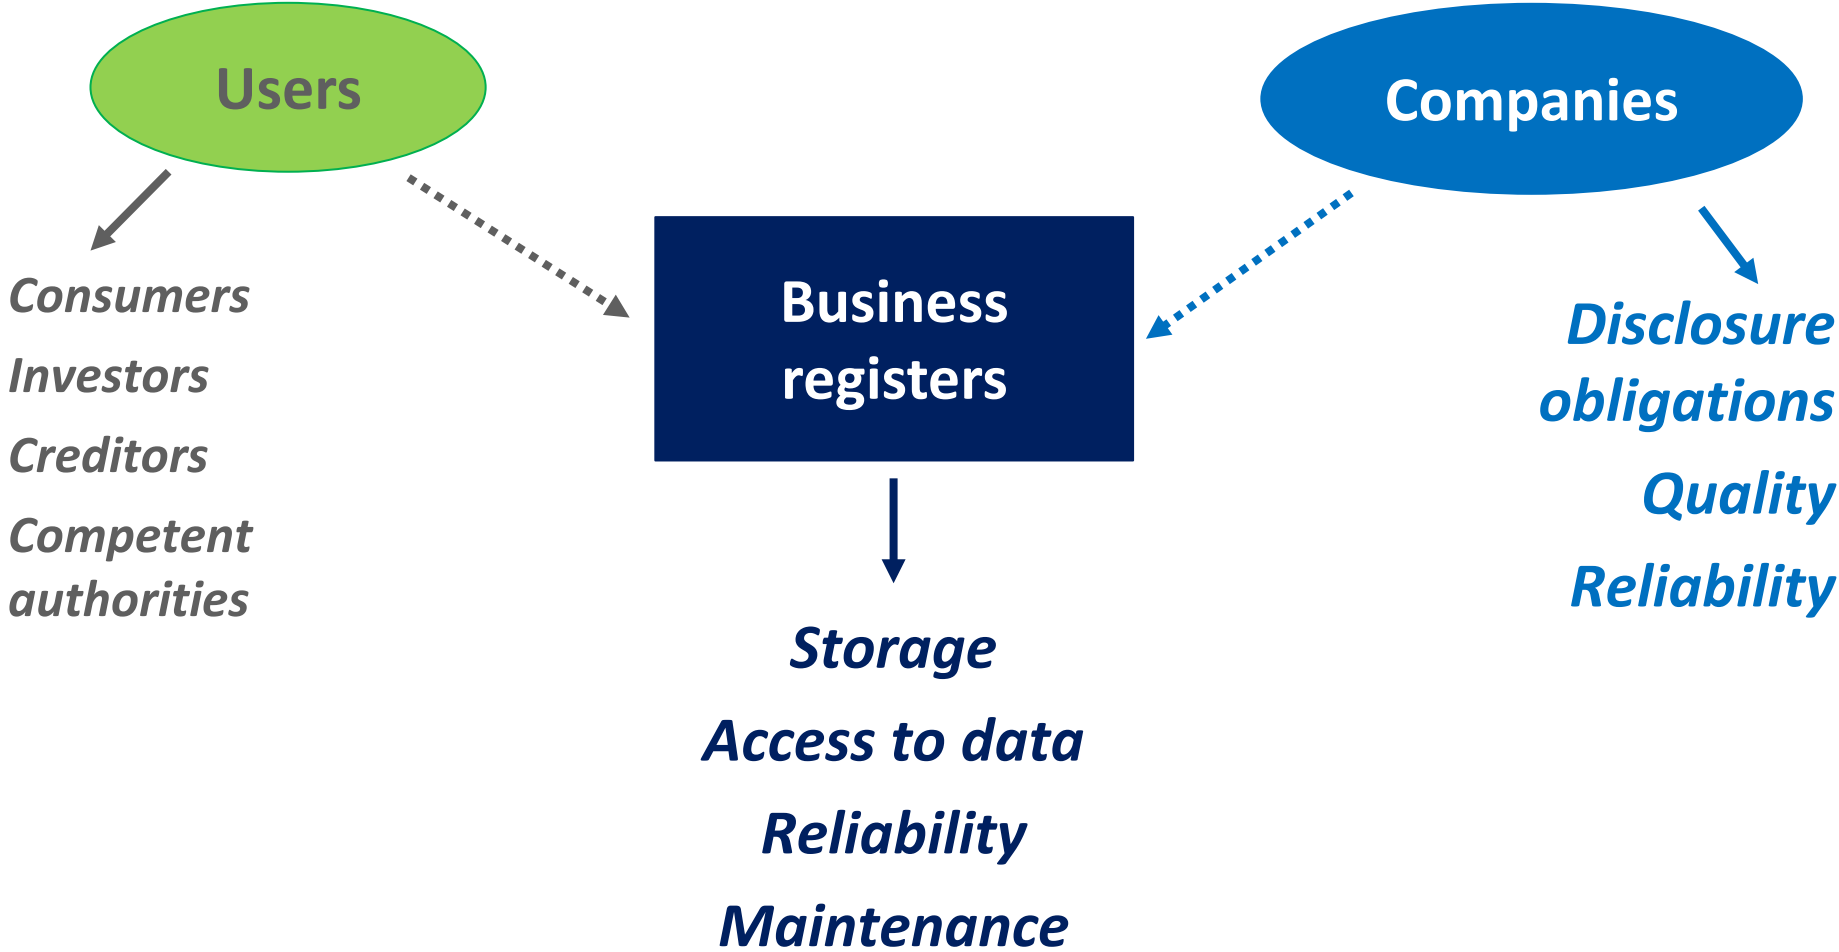 Users
Companies
Consumers
Investors
Creditors
Competent
authorities
Business
registers
Storage
Access to data
Reliability
Maintenance
Disclosure
obligations
Quality
Reliability